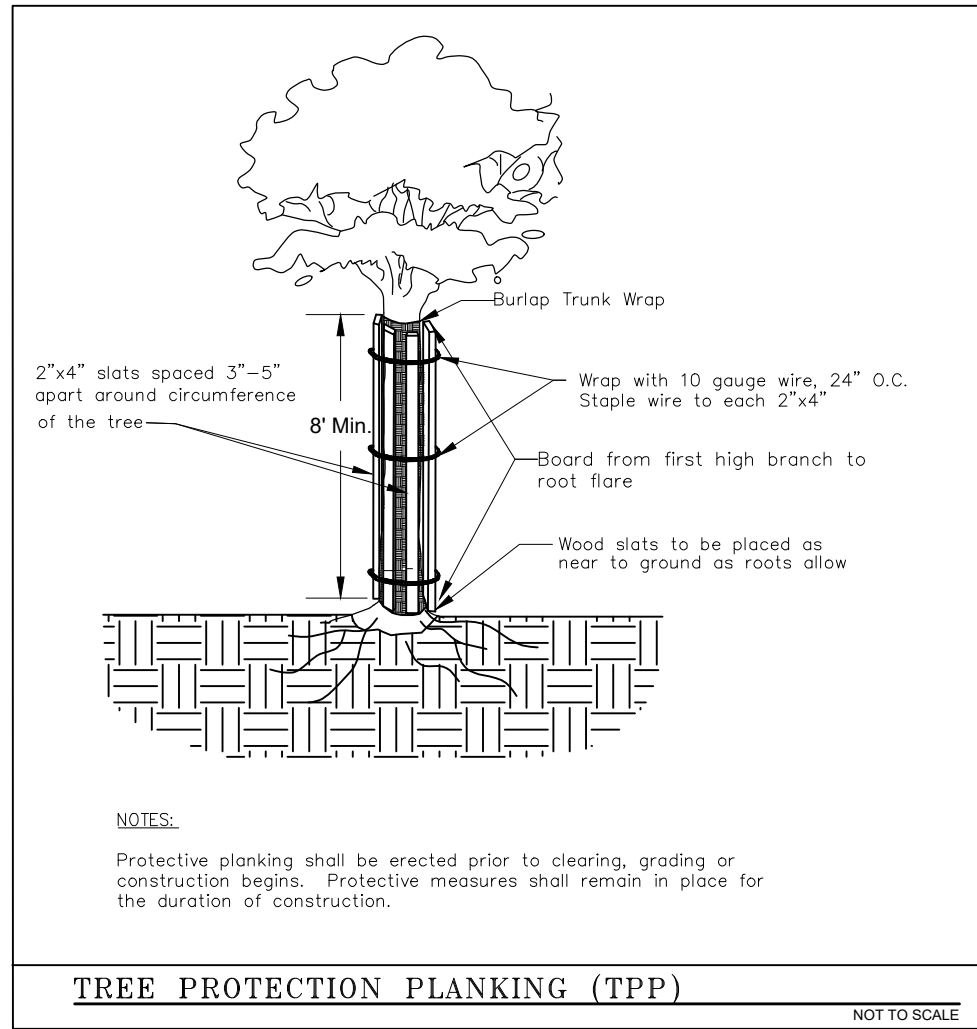 Burlap Trunk Wrap
2"x4" slats spaced 3"-5"
apart around circumference
of the tree
8' Min.
Wrap with 10 gauge wire, 24" O.C.
Staple wire to each 2"x4"
Board from first high branch to
root flare
Wood slats to be placed as
near to ground as roots allow
NOTES:
Protective planking shall be erected prior to clearing, grading or
construction begins.  Protective measures shall remain in place for
the duration of construction.
TREE PROTECTION PLANKING (TPP)
NOT TO SCALE